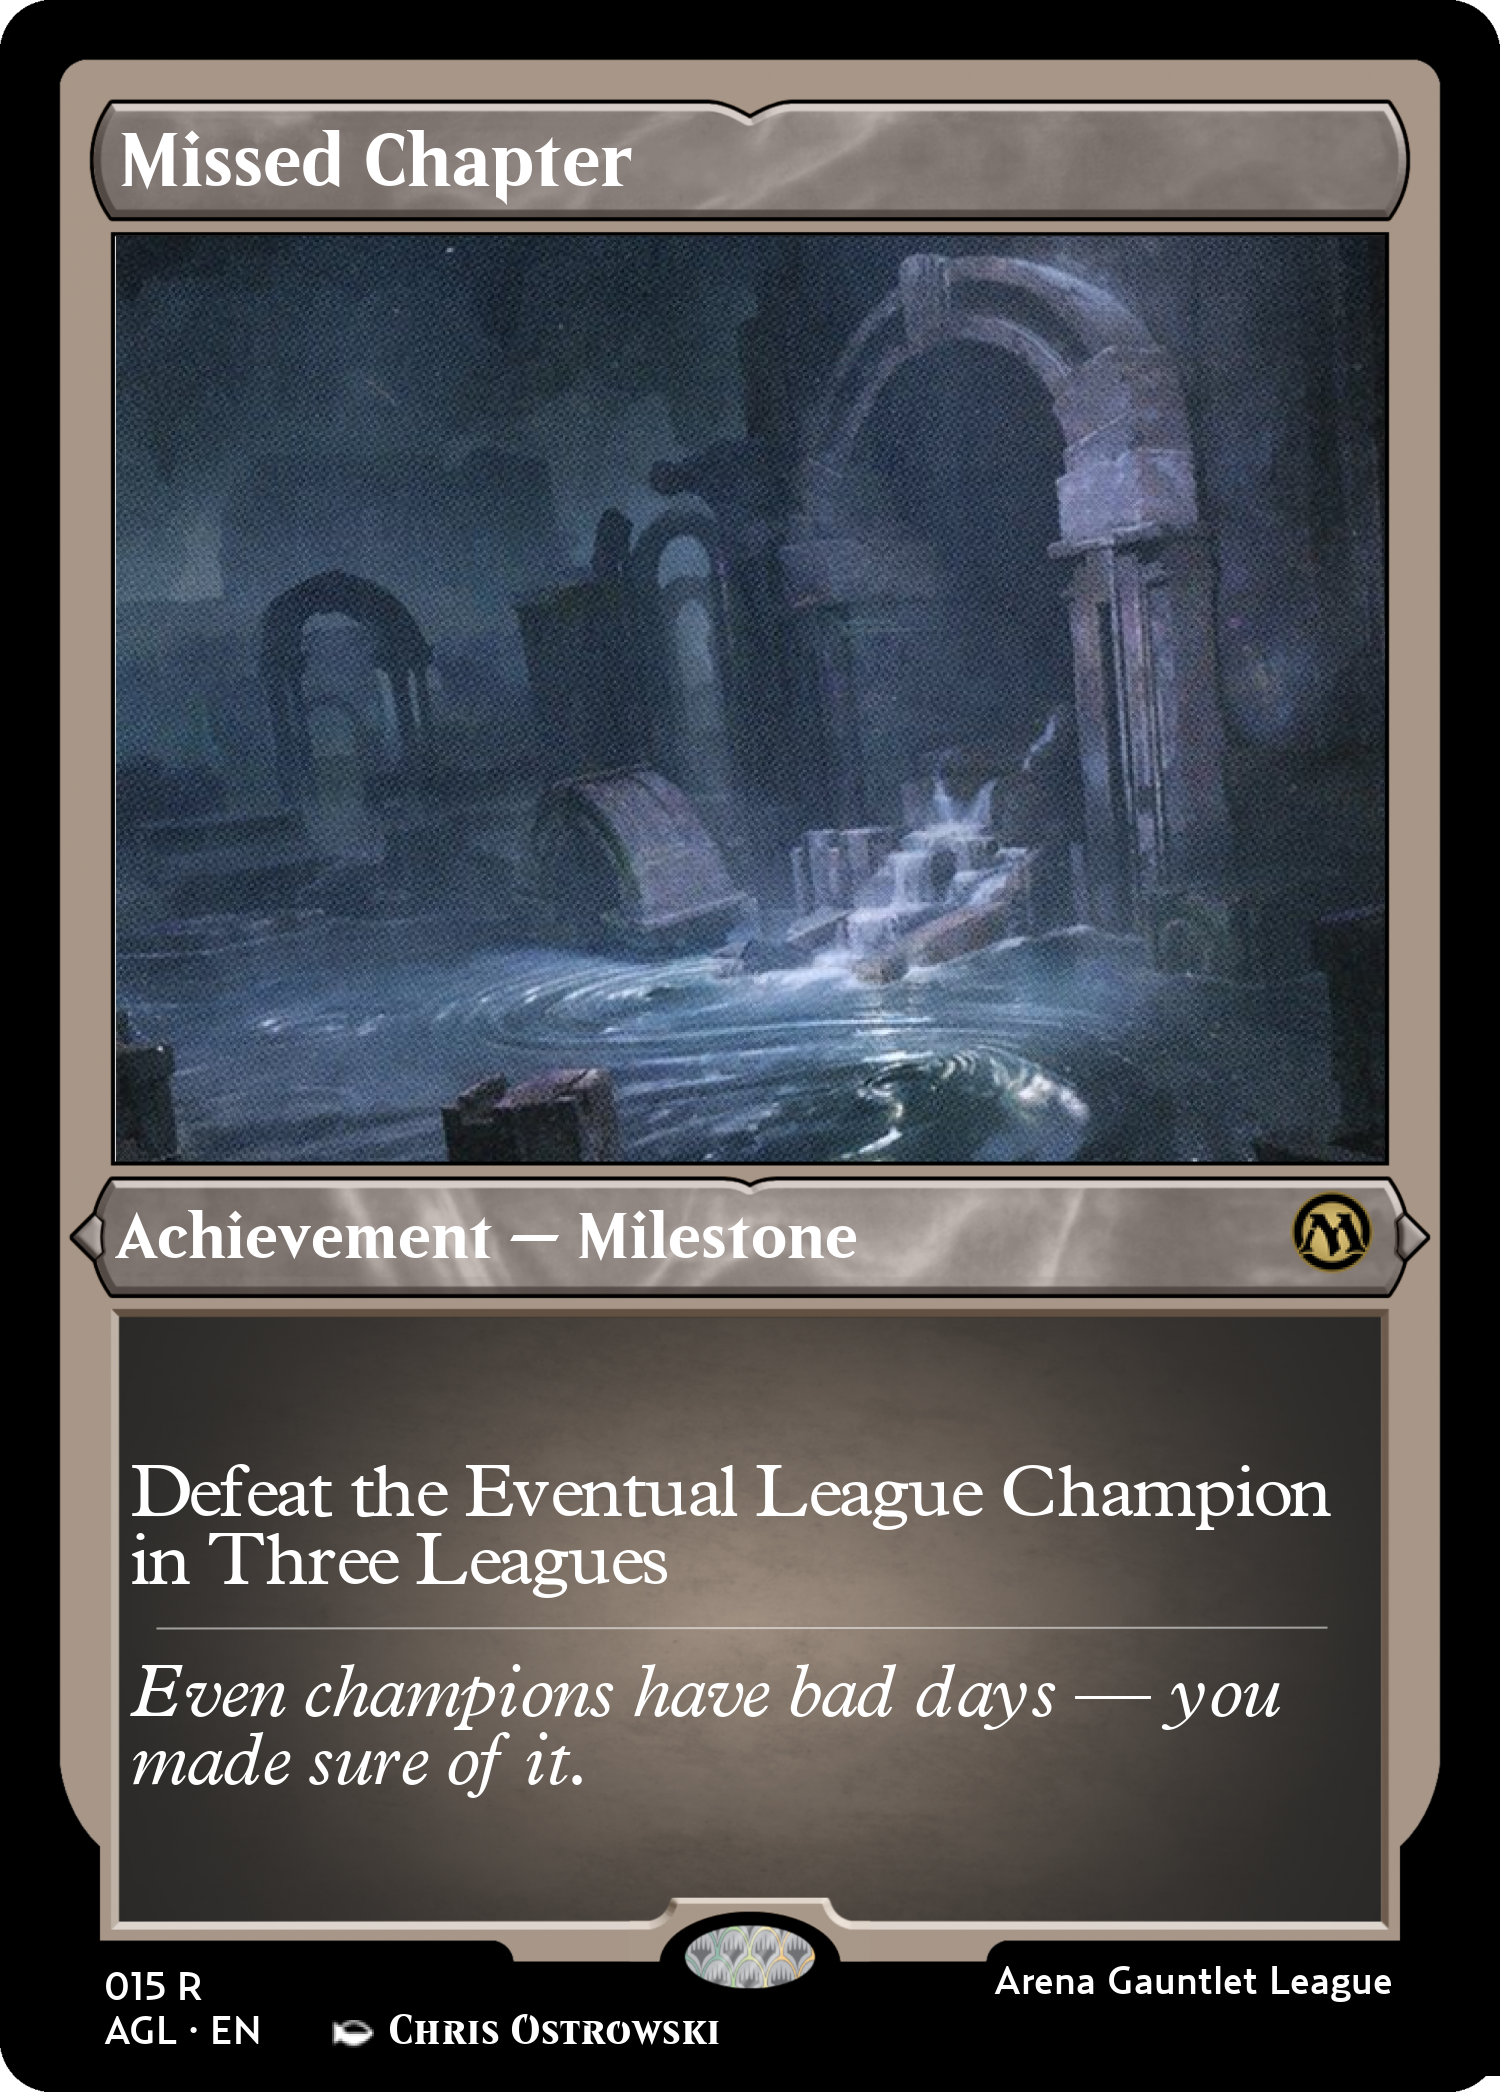 Missed Chapter
Achievement — Milestone
Defeat the Eventual League Champion
in Three Leagues
Even champions have bad days — you
made sure of it.
015 R
Arena Gauntlet League
AGL · EN Chris Ostrowski